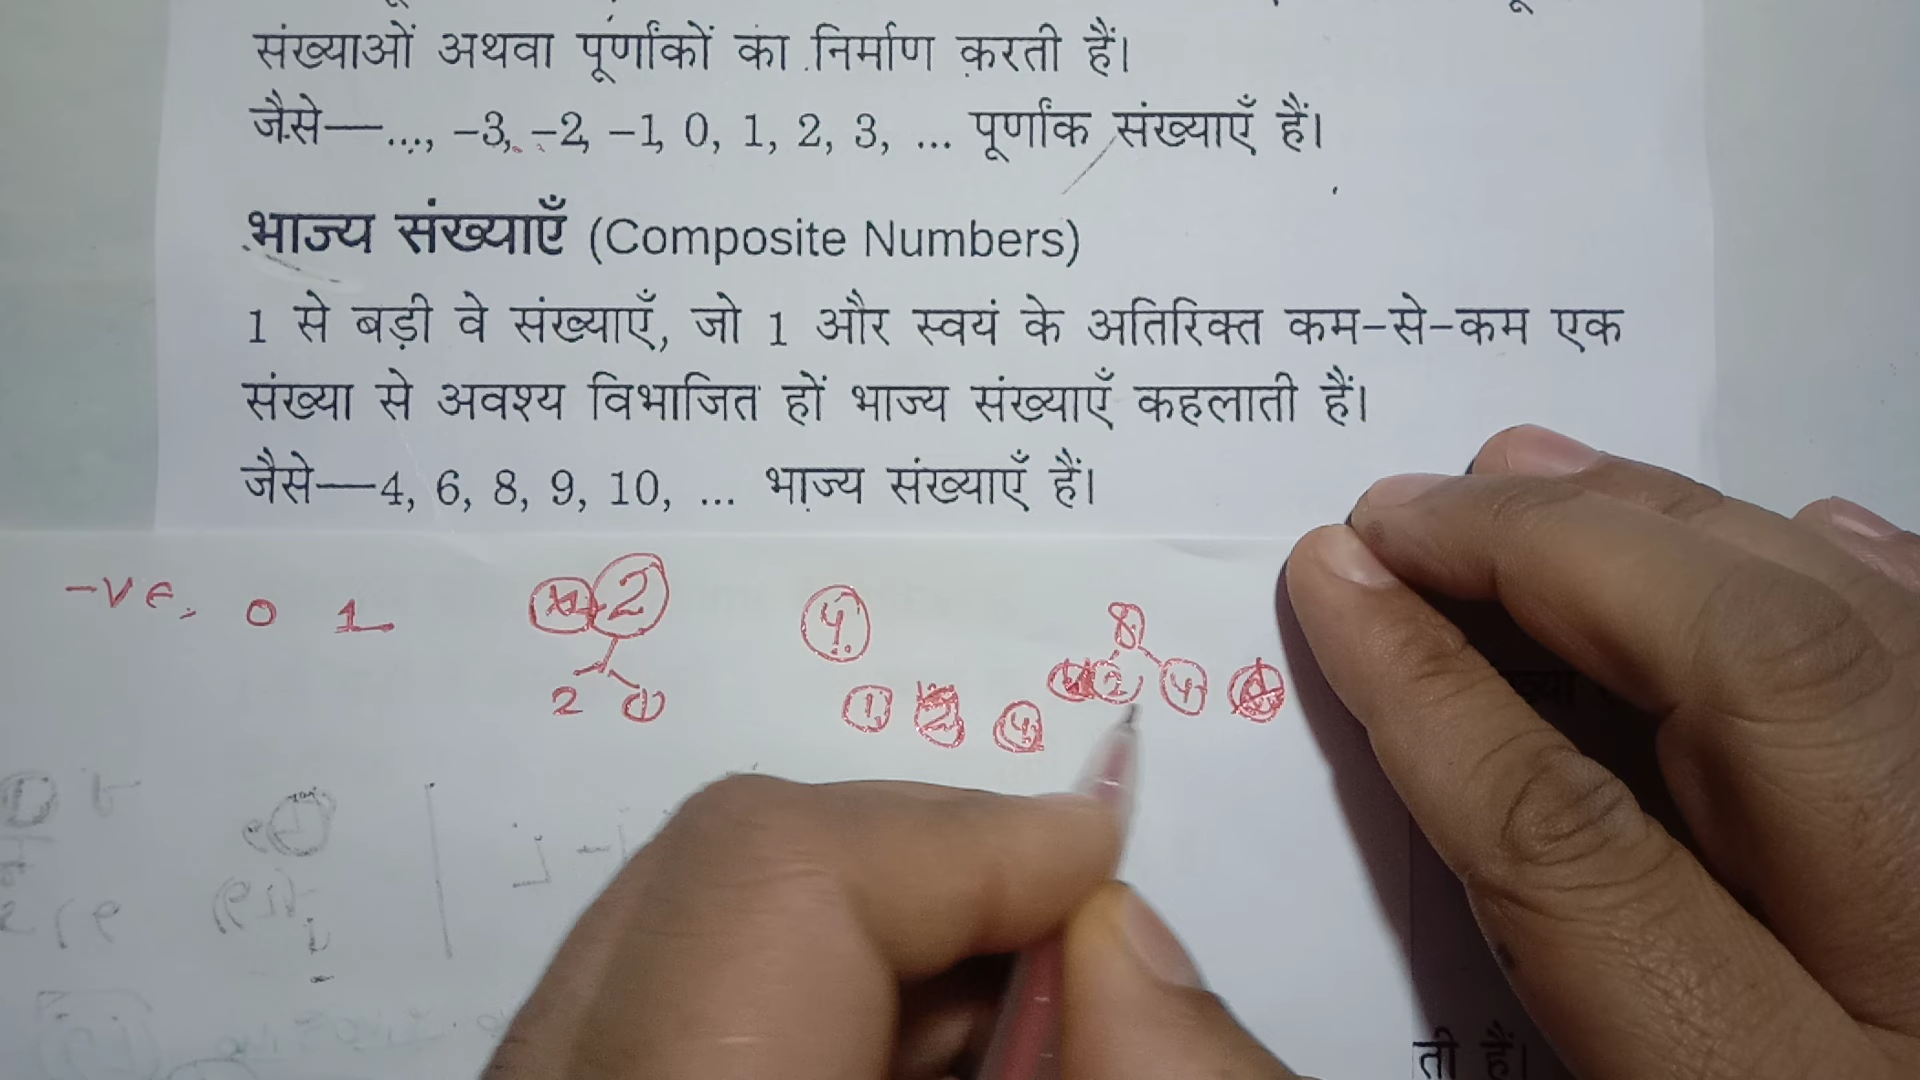 संख्याओं अथवा पूर्णांकों का निर्माण करती हैं।
जैसे—..., –3, –2, –1, 0, 1, 2, 3, ... पूर्णांक संख्याएँ हैं।
भाज्य संख्याएँ (Composite Numbers)
1 से बड़ी वे संख्याएँ, जो 1 और स्वयं के अतिरिक्त कम-से-कम एक
संख्या से अवश्य विभाजित हों भाज्य संख्याएँ कहलाती हैं।
जैसे—4, 6, 8, 9, 10, ... भाज्य संख्याएँ हैं।
-ve, 0 1 2 4 8
2 1 1 2 4 2 4
ती हैं।